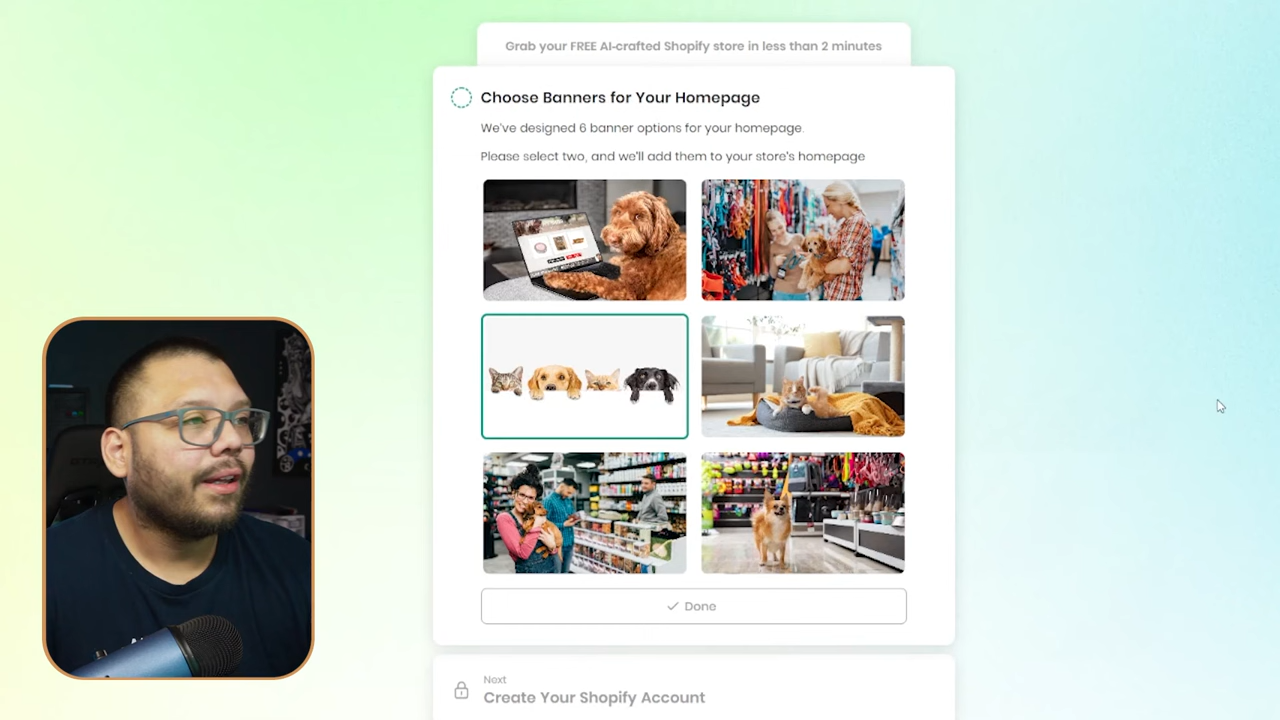 Grab your FREE AI-crafted Shopify store in less than 2 minutes
Choose Banners for Your Homepage
We've designed 6 banner options for your homepage.
Please select two, and we'll add them to your store's homepage
Done
Next
Create Your Shopify Account